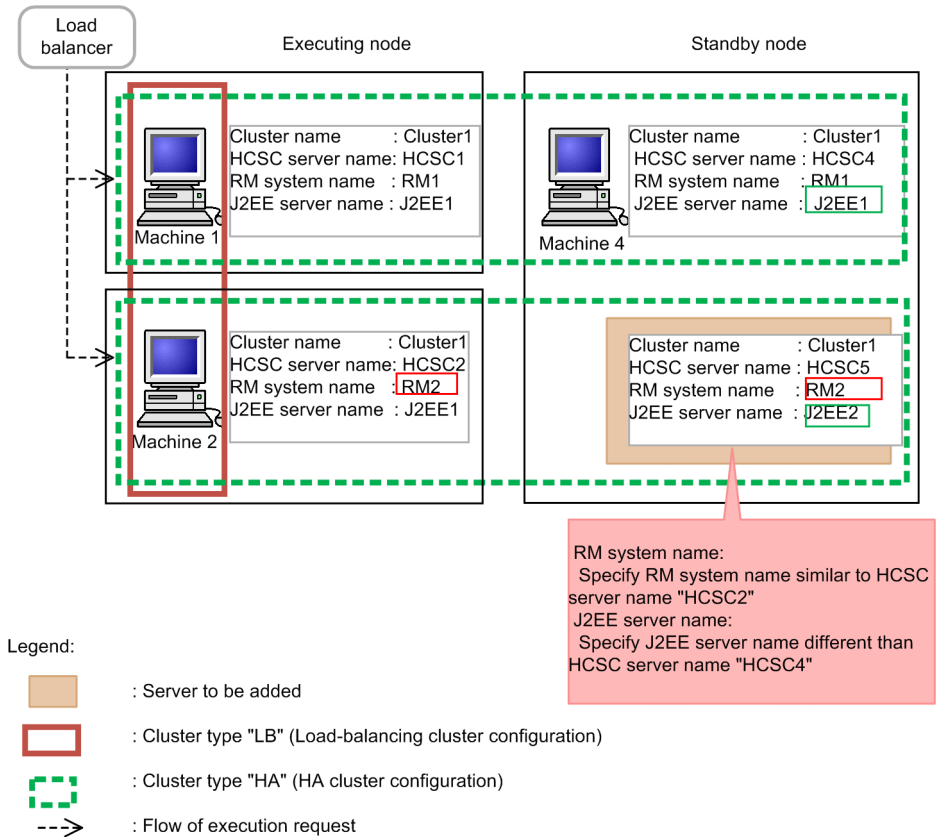 Load
balancer
Executing node
Standby node
Cluster name : Cluster1
HCSC server name: HCSC1
RM system name : RM1
J2EE server name : J2EE1
Machine 1
Cluster name : Cluster1
HCSC server name : HCSC4
RM system name : RM1
J2EE server name : J2EE1
Machine 4
Cluster name : Cluster1
HCSC server name: HCSC2
RM system name : RM2
J2EE server name : J2EE1
Machine 2
Cluster name : Cluster1
HCSC server name : HCSC5
RM system name : RM2
J2EE server name : J2EE2
RM system name:
Specify RM system name similar to HCSC
server name "HCSC2"
J2EE server name:
Specify J2EE server name different than
HCSC server name "HCSC4"
Legend:
: Server to be added
: Cluster type "LB" (Load-balancing cluster configuration)
: Cluster type "HA" (HA cluster configuration)
: Flow of execution request